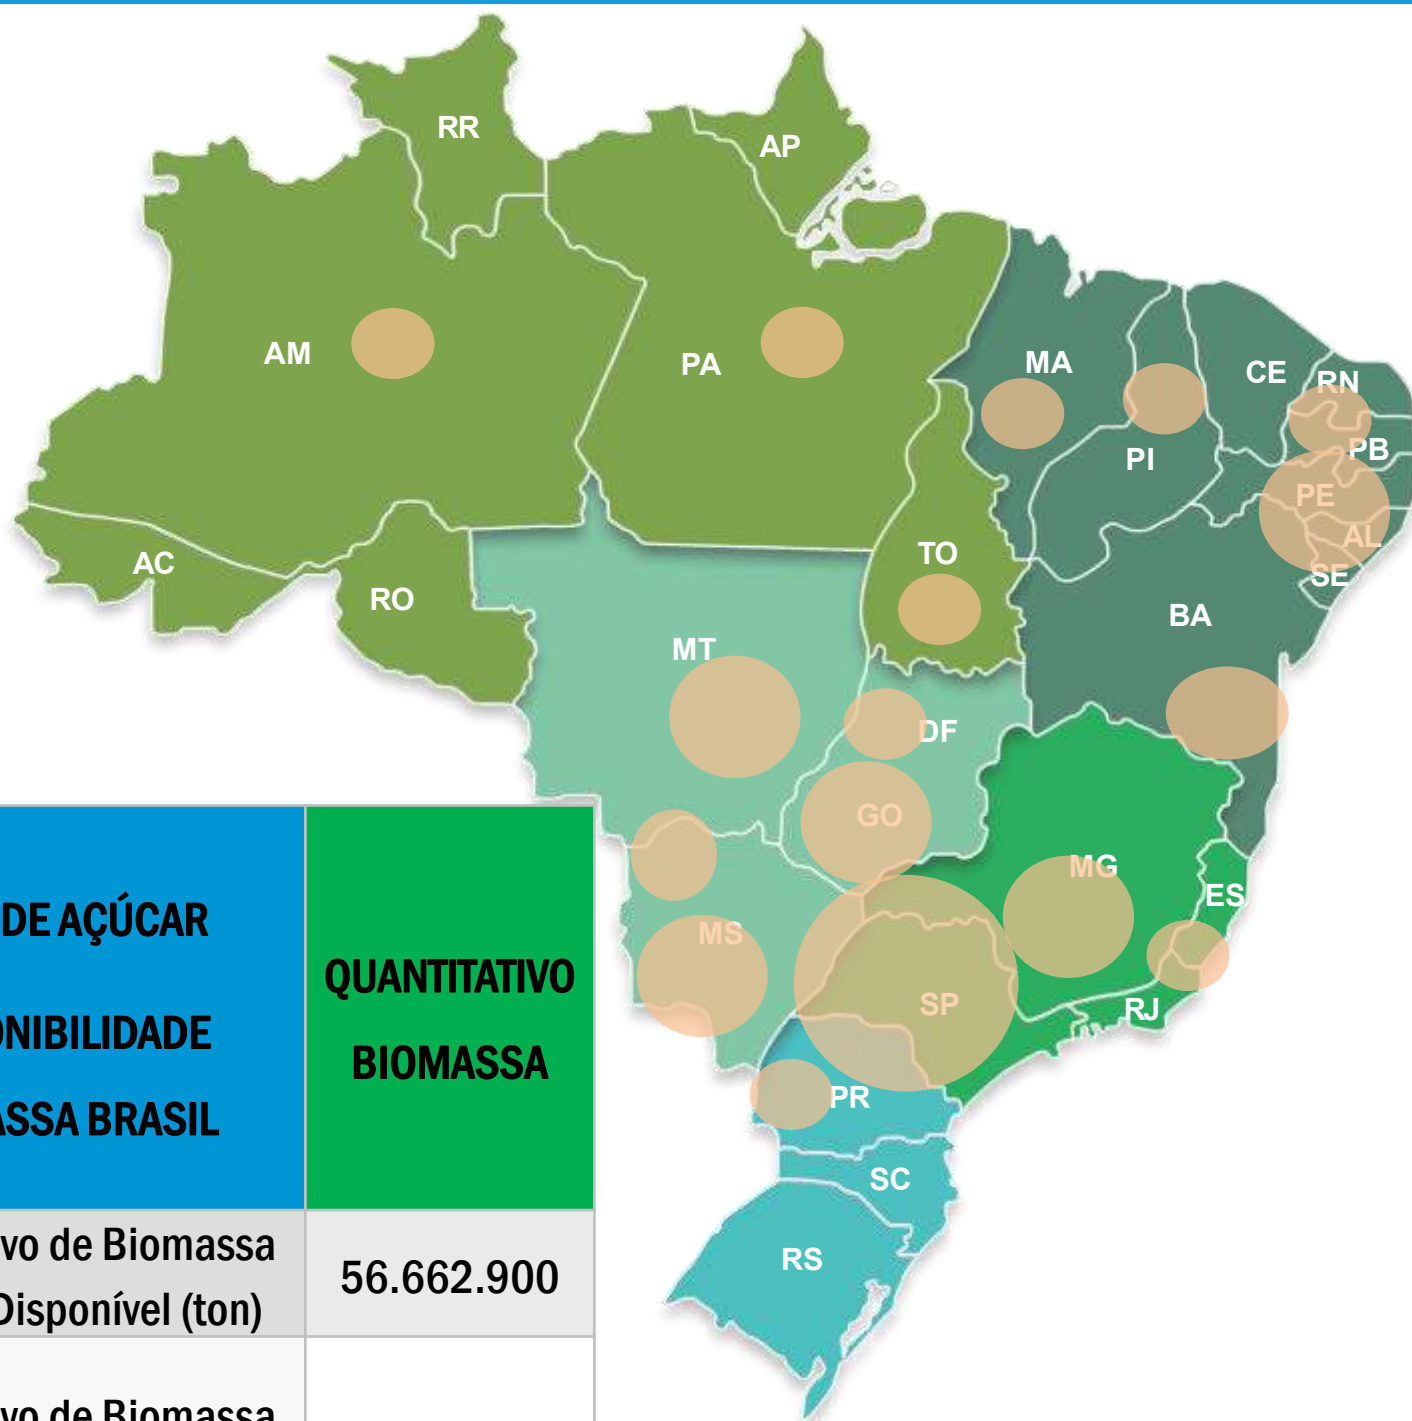 RR
AP
AM
PA
MA
CE
RN
PI
PB
PE
AL
SE
TO
AC
RO
BA
MT
DF
GO
MG
ES
MS
SP
RJ
PR
SC
RS
DE AÇÚCAR
ONIBILIDADE
ASSA BRASIL
QUANTITATIVO
BIOMASSA
vo de Biomassa
Disponível (ton)
56.662.900
vo de Biomassa